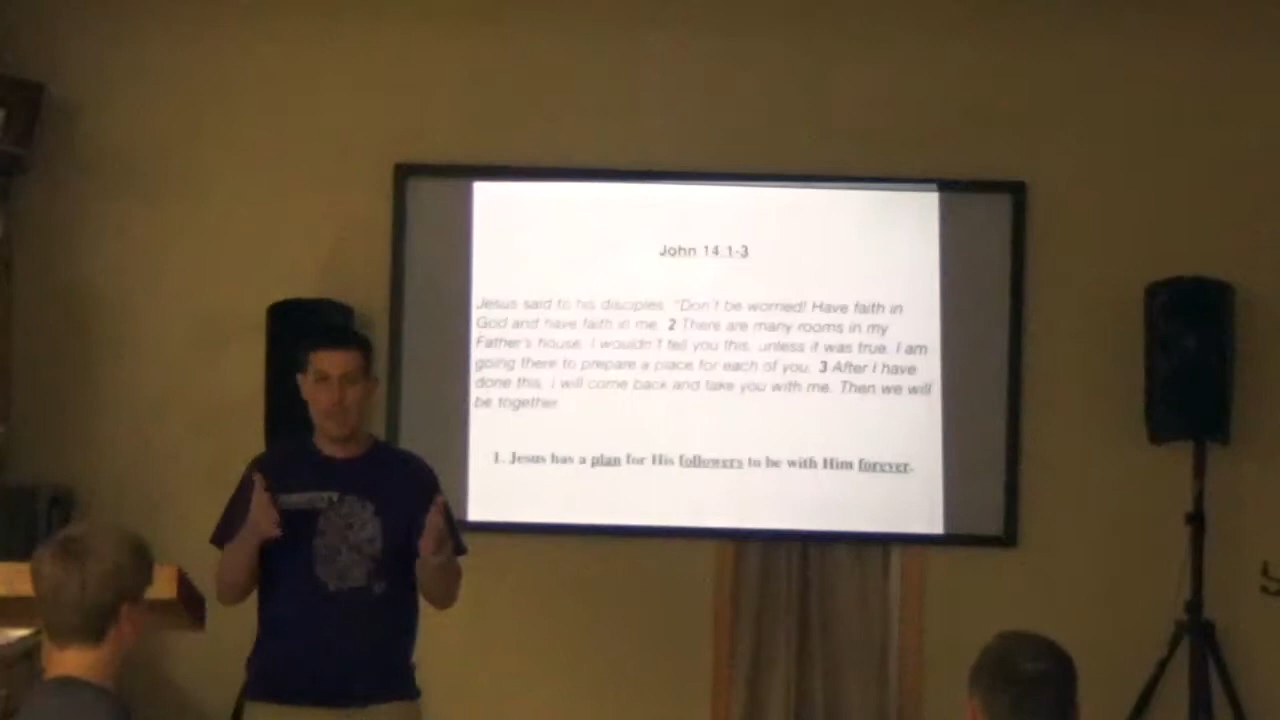 John 14:1-3
Jesus said to his disciples, "Don't be worried! Have faith in
God and have faith in me. 2 There are many rooms in my
Father's house. I wouldn't tell you this, unless it was true. I am
going there to prepare a place for each of you. 3 After I have
done this, I will come back and take you with me. Then we will
be together.
1. Jesus has a plan for His followers to be with Him forever.